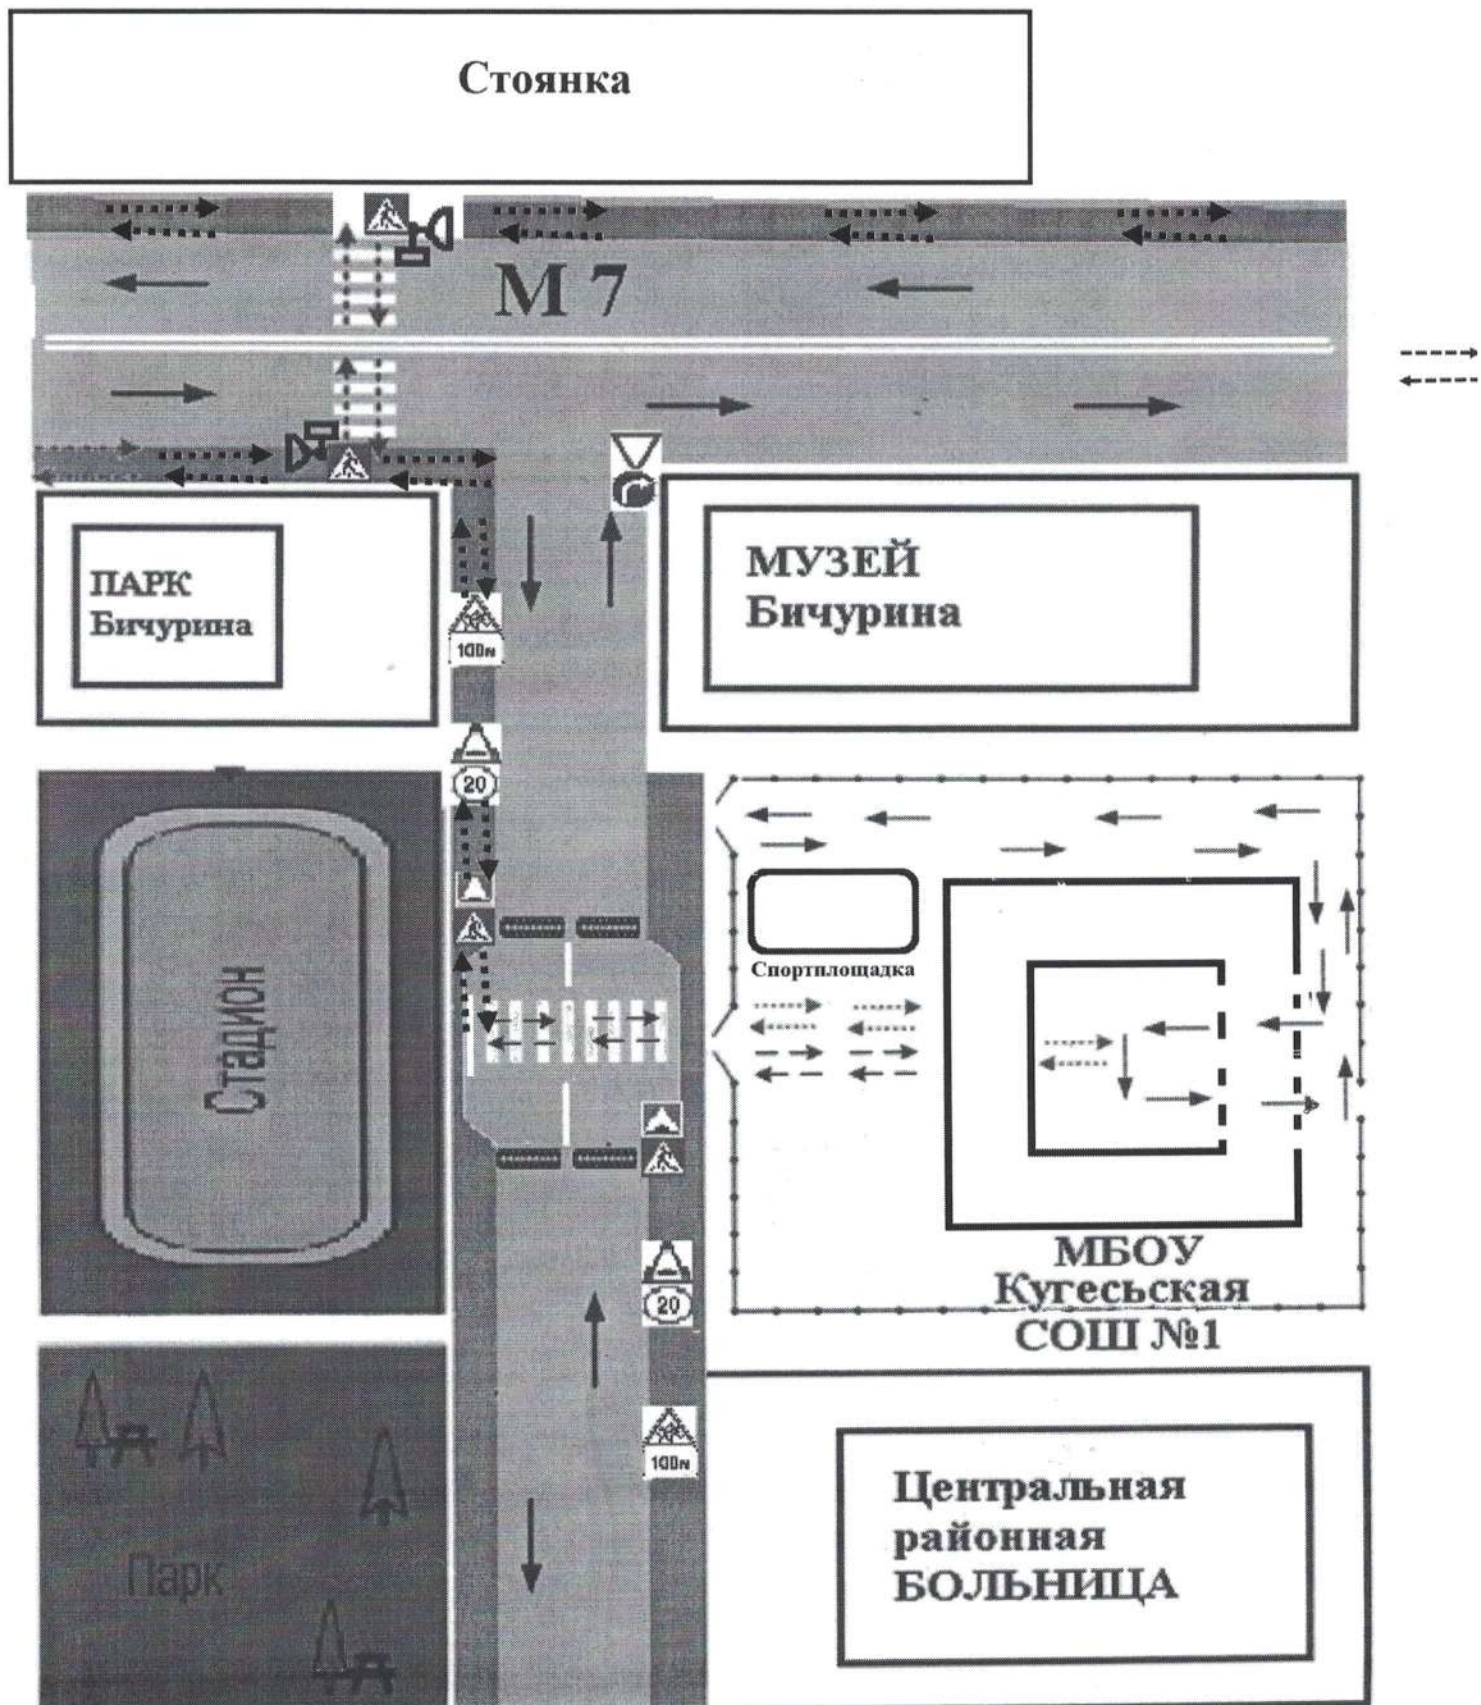 Стоянка
М 7
ПАРК
Бичурина
МУЗЕЙ
Бичурина
100м
20
Стадион
Спортплощадка
МБОУ
Кугесьская
СОШ №1
20
100м
Парк
Центральная
районная
БОЛЬНИЦА